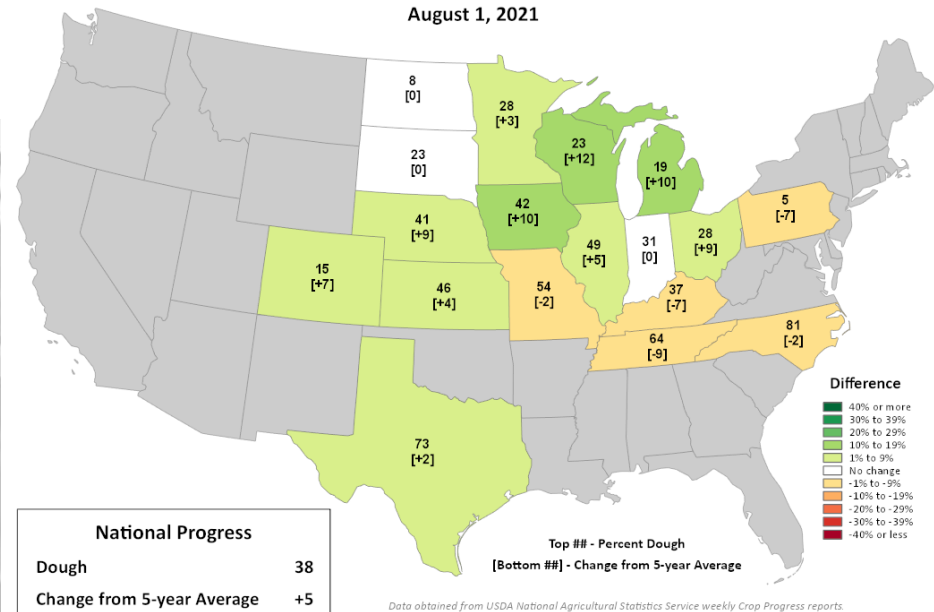 August 1, 2021
8
[0]
28
[+3]
23
[0]
23
[+12]
19
[+10]
42
[+10]
5
[-7]
41
[+9]
49
[+5]
31
[0]
28
[+9]
15
[+7]
46
[+4]
54
[-2]
37
[-7]
64
[-9]
81
[-2]
73
[+2]
Difference
40% or more
30% to 39%
20% to 29%
10% to 19%
1% to 9%
No change
-1% to -9%
-10% to -19%
-20% to -29%
-30% to -39%
-40% or less
National Progress
Dough 38
Change from 5-year Average +5
Top ## - Percent Dough
[Bottom ##] - Change from 5-year Average
Data obtained from USDA National Agricultural Statistics Service weekly Crop Progress reports